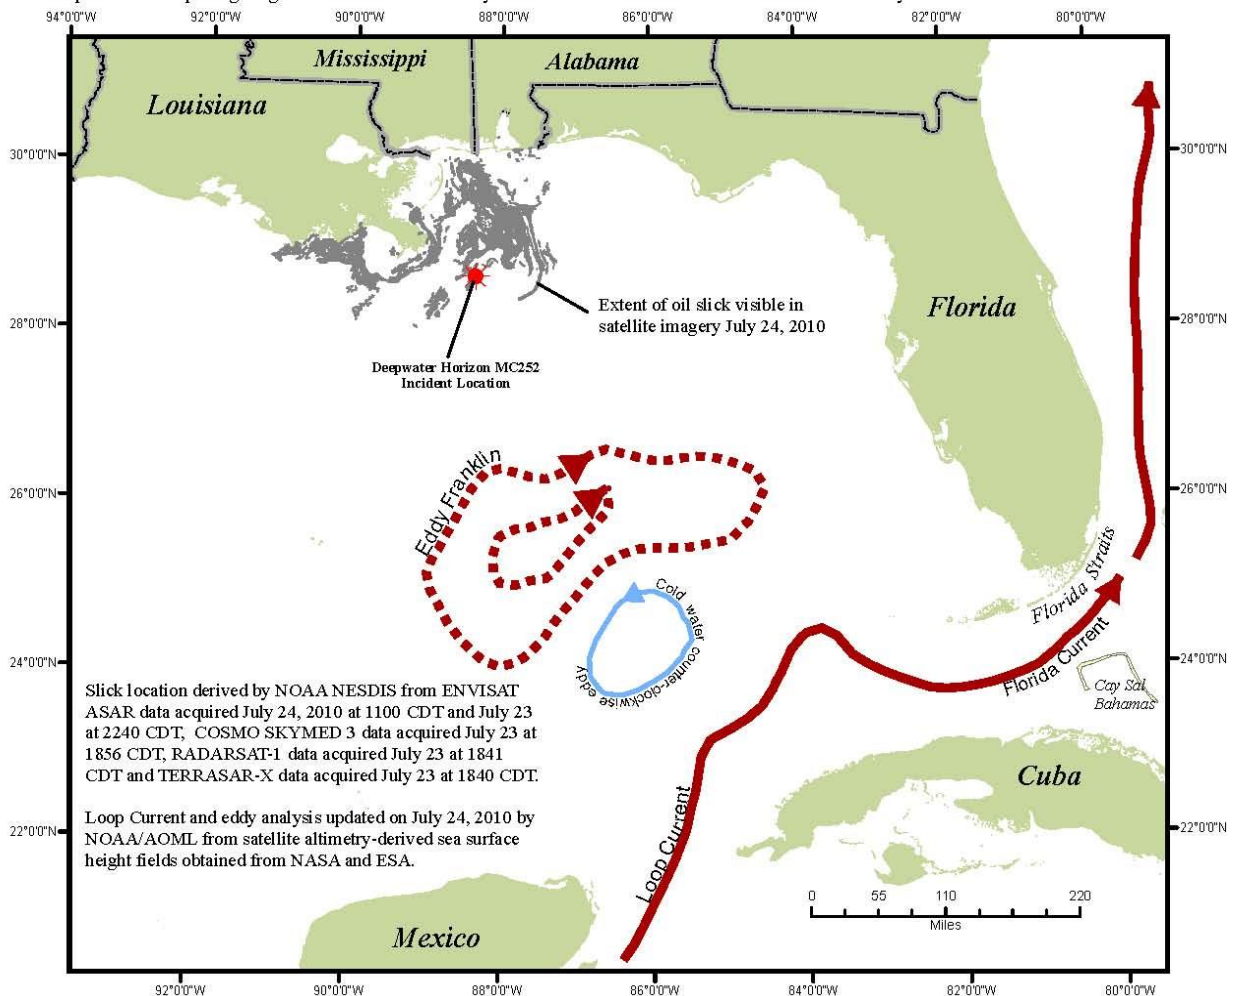 94°0'0"W
92°0'0"W
90°0'0"W
88°0'0"W
86°0'0"W
84°0'0"W
82°0'0"W
80°0'0"W
Mississippi
Alabama
Louisiana
30°0'0"N
30°0'0"N
Florida
Extent of oil slick visible in
satellite imagery July 24, 2010
28°0'0"N
28°0'0"N
Deepwater Horizon MC252
Incident Location
Eddy Franklin
26°0'0"N
26°0'0"N
Florida Straits
Cold water counter-clockwise eddy
Florida Current
24°0'0"N
24°0'0"N
Cay Sal
Bahamas
Slick location derived by NOAA NESDIS from ENVISAT
ASAR data acquired July 24, 2010 at 1100 CDT and July 23
at 2240 CDT, COSMO SKYMED 3 data acquired July 23 at
1856 CDT, RADARSAT-1 data acquired July 23 at 1841
CDT and TERRASAR-X data acquired July 23 at 1840 CDT.
Cuba
Loop Current and eddy analysis updated on July 24, 2010 by
NOAA/AOML from satellite altimetry-derived sea surface
height fields obtained from NASA and ESA.
22°0'0"N
22°0'0"N
Loop Current
0 55 110 220
Miles
Mexico
92°0'0"W
90°0'0"W
88°0'0"W
86°0'0"W
84°0'0"W
82°0'0"W
80°0'0"W